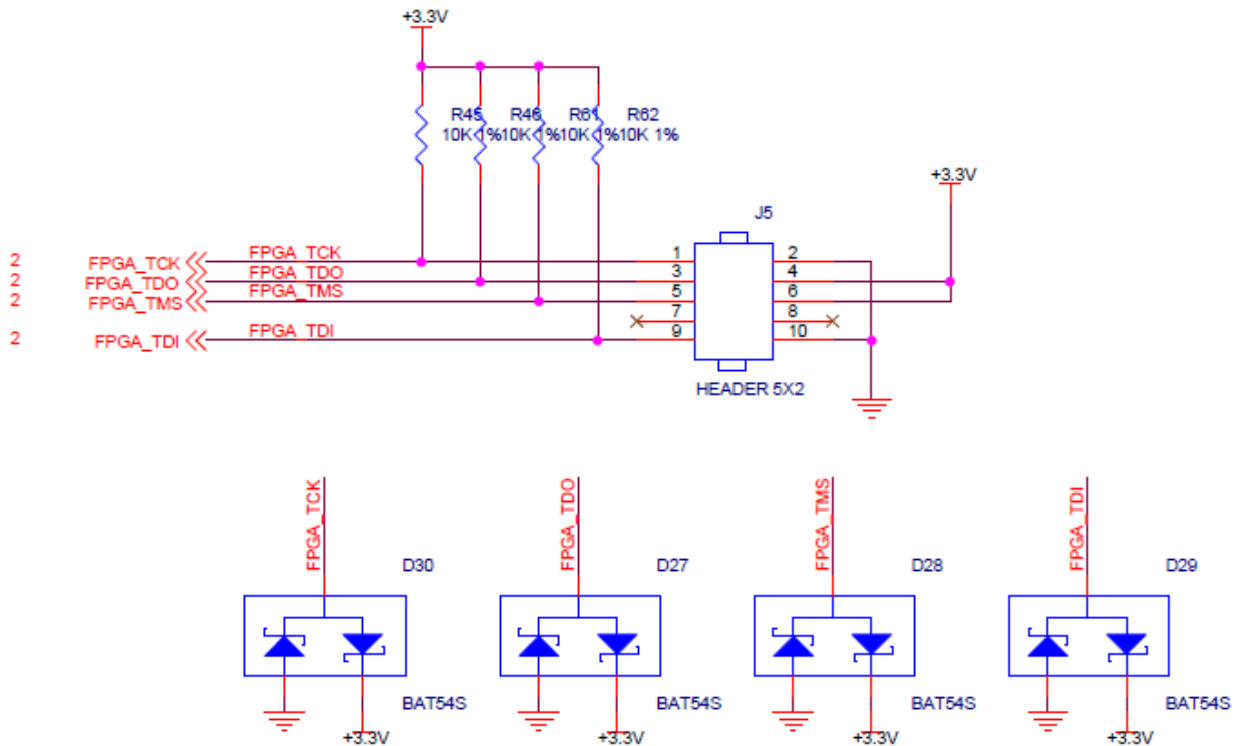 +3.3V
R45 R46 R61 R62
10K 1% 10K 1% 10K 1% 10K 1%
+3.3V
J5
2 FPGA_TCK FPGA_TCK 1 2
2 FPGA_TDO FPGA_TDO 3 4
2 FPGA_TMS FPGA_TMS 5 6
7 8
2 FPGA_TDI FPGA_TDI 9 10
HEADER 5X2
FPGA_TCK FPGA_TDO FPGA_TMS FPGA_TDI
D30 D27 D28 D29
BAT54S BAT54S BAT54S BAT54S
+3.3V +3.3V +3.3V +3.3V